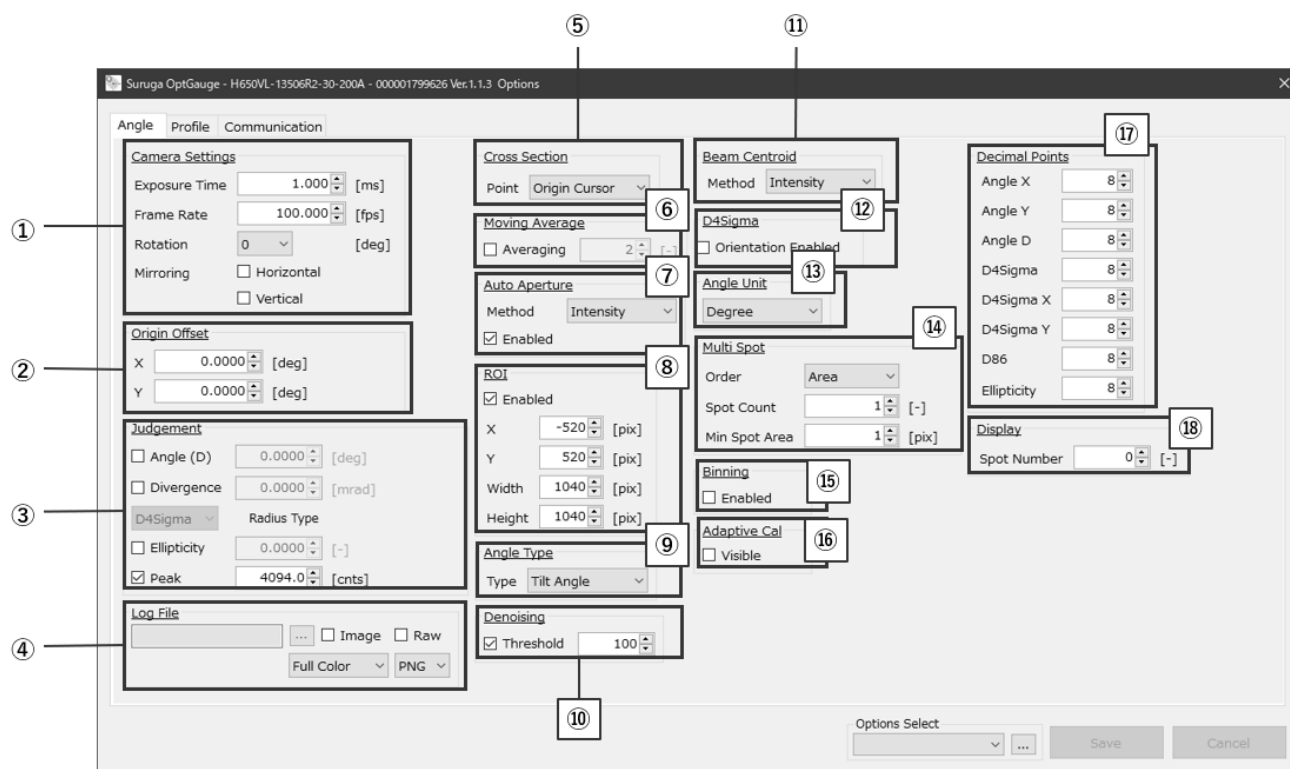 ⑤ ⑪
Suruga OptGauge - H650VL-13506R2-30-200A - 000001799626 Ver.1.1.3 Options
Angle Profile Communication
①
Camera Settings
Exposure Time 1.000 [ms]
Frame Rate 100.000 [fps]
Rotation 0 [deg]
Mirroring Horizontal
Vertical
②
Origin Offset
X 0.0000 [deg]
Y 0.0000 [deg]
③
Judgement
Angle (D) 0.0000 [deg]
Divergence 0.0000 [mrad]
D4Sigma Radius Type
Ellipticity 0.0000 [-]
Peak 4094.0 [cnts]
④
Log File
... Image Raw
Full Color PNG
Cross Section
Point Origin Cursor
⑥
Moving Average
Averaging 2 [-]
⑦
Auto Aperture
Method Intensity
Enabled
⑧
ROI
Enabled
X -520 [pix]
Y 520 [pix]
Width 1040 [pix]
Height 1040 [pix]
⑨
Angle Type
Type Tilt Angle
Denoising
Threshold 100
⑩
Beam Centroid
Method Intensity
⑫
D4Sigma
Orientation Enabled
⑬
Angle Unit
Degree
⑭
Multi Spot
Order Area
Spot Count 1 [-]
Min Spot Area 1 [pix]
⑮
Binning
Enabled
⑯
Adaptive Cal
Visible
⑰
Decimal Points
Angle X 8
Angle Y 8
Angle D 8
D4Sigma 8
D4Sigma X 8
D4Sigma Y 8
D86 8
Ellipticity 8
⑱
Display
Spot Number 0 [-]
Options Select
... Save Cancel